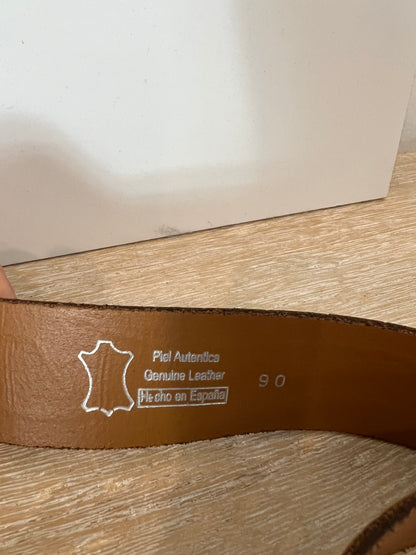 Piel Autentica
Genuine Leather
Hecho en España
90